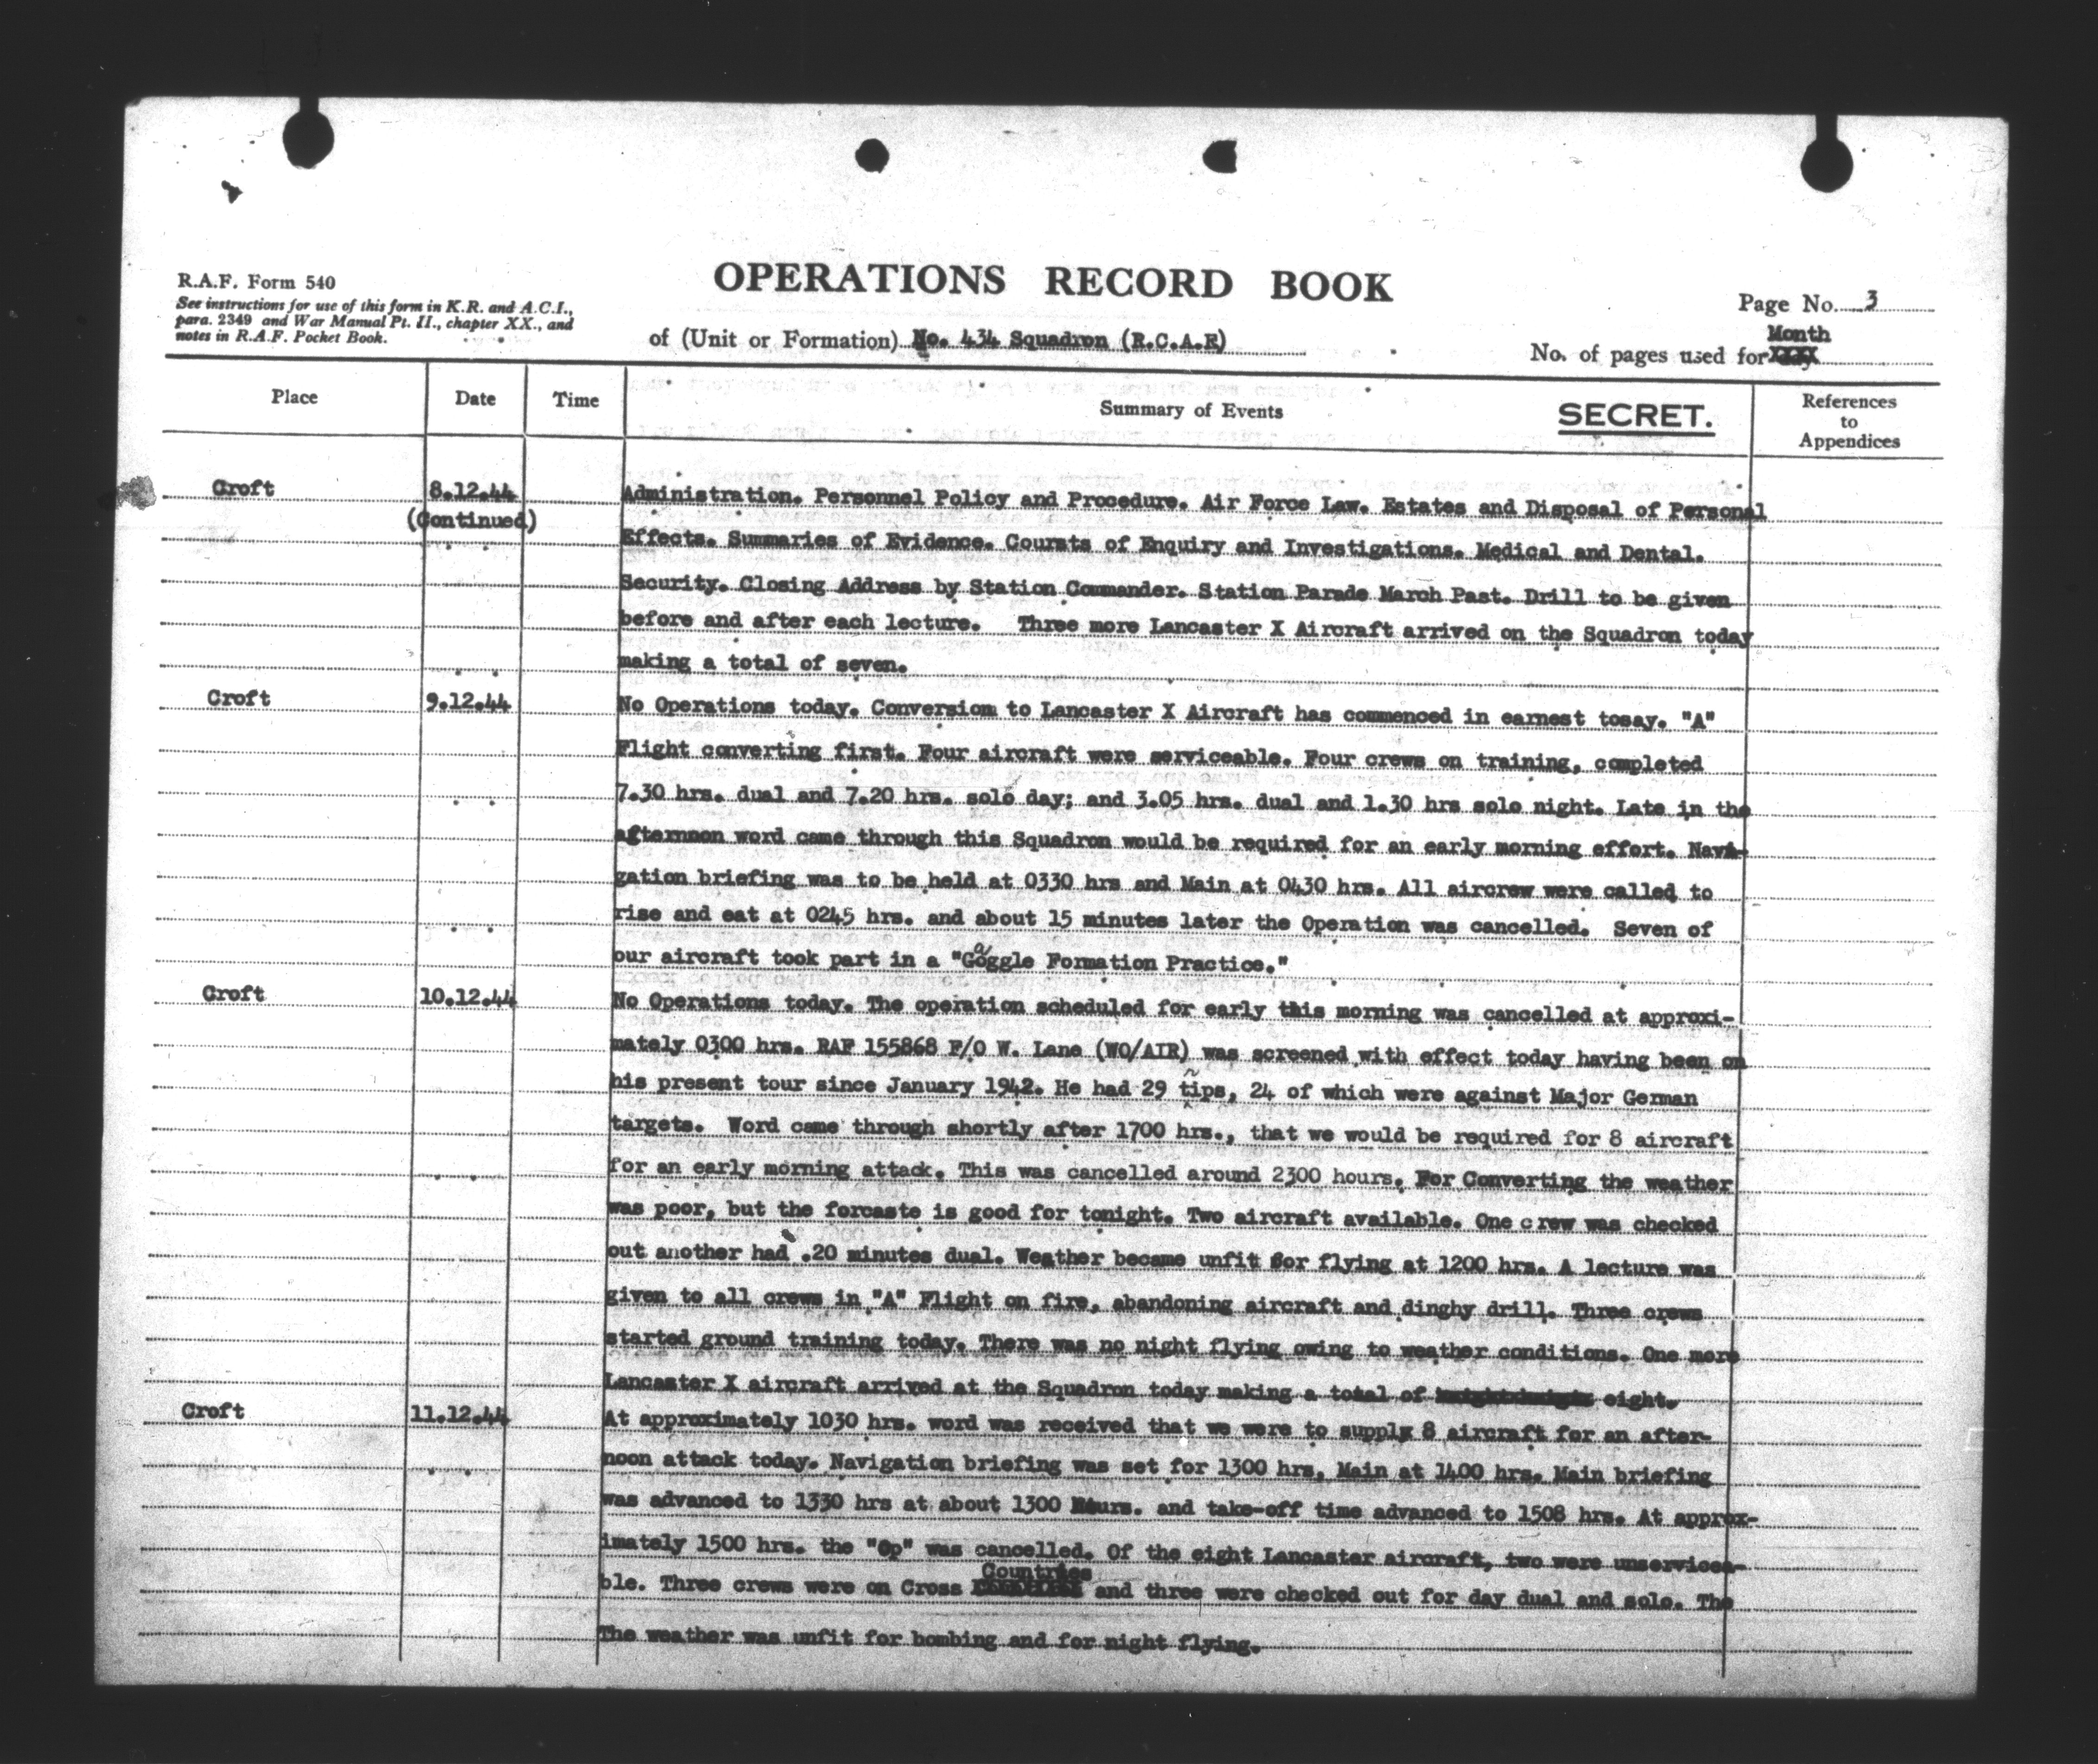 R.A.F. Form 540
See instructions for use of this form in K.R. and A.C.I.,
para. 2349 and War Manual Pt. II., chapter XX., and
notes in R.A.F. Pocket Book.
OPERATIONS RECORD BOOK
of (Unit or Formation) No. 434 Squadron (R.C.A.F)
Page No. 3
Month
No. of pages used for
Place Date Time Summary of Events SECRET. References to Appendices
Croft 8.12.44 Administration. Personnel Policy and Procedure. Air Force Law. Estates and Disposal of Personal
(Continued)
Effects. Summaries of Evidence. Coursts of Enquiry and Investigations. Medical and Dental.
Security. Closing Address by Station Commander. Station Parade March Past. Drill to be given
before and after each lecture. Three more Lancaster X Aircraft arrived on the Squadron today
making a total of seven.
Croft 9.12.44 No Operations today. Conversion to Lancaster X Aircraft has commenced in earnest tosay. "A"
Flight converting first. Four aircraft were serviceable. Four crews on training, completed
7.30 hrs. dual and 7.20 hrs. solo day; and 3.05 hrs. dual and 1.30 hrs solo night. Late in the
afternnon word came through this Squadron would be required for an early morning effort. Navi-
gation briefing was to be held at 0330 hrs and Main at 0430 hrs. All aircrew were called to
rise and eat at 0245 hrs. and about 15 minutes later the Operation was cancelled. Seven of
our aircraft took part in a "Gaggle Formation Practice."
Croft 10.12.44 No Operations today. The operation scheduled for early this morning was cancelled at approxi-
mately 0300 hrs. RAF 155868 F/O W. Lane (WO/AIR) was screened with effect today having been on
his present tour since January 1942. He had 29 trips, 24 of which were against Major German
targets. Word came through shortly after 1700 hrs., that we would be required for 8 aircraft
for an early morning attack. This was cancelled around 2300 hours. For Converting the weather
was poor, but the forcaste is good for tonight. Two aircraft available. One crew was checked
out another had .20 minutes dual. Weather became unfit for flying at 1200 hrs. A lecture was
given to all crews in "A" Flight on fire, abandoning aircraft and dinghy drill. Three crews
started ground training today. There was no night flying owing to weather conditions. One more
Lancaster X aircraft arrived at the Squadron today making a total of eight.
Croft 11.12.44 At approximately 1030 hrs. word was received that we were to supply 8 aircraft for an after-
noon attack today. Navigation briefing was set for 1300 hrs, Main at 1400 hrs. Main briefing
was advanced to 1330 hrs at about 1300 Hours. and take-off time advanced to 1508 hrs. At approx-
imately 1500 hrs. the "Op" was cancelled. Of the eight Lancaster aircraft, two were unservicea-
ble. Three crews were on Cross Countries and three were checked out for day dual and solo. The
The weather was unfit for bombing and for night flying.